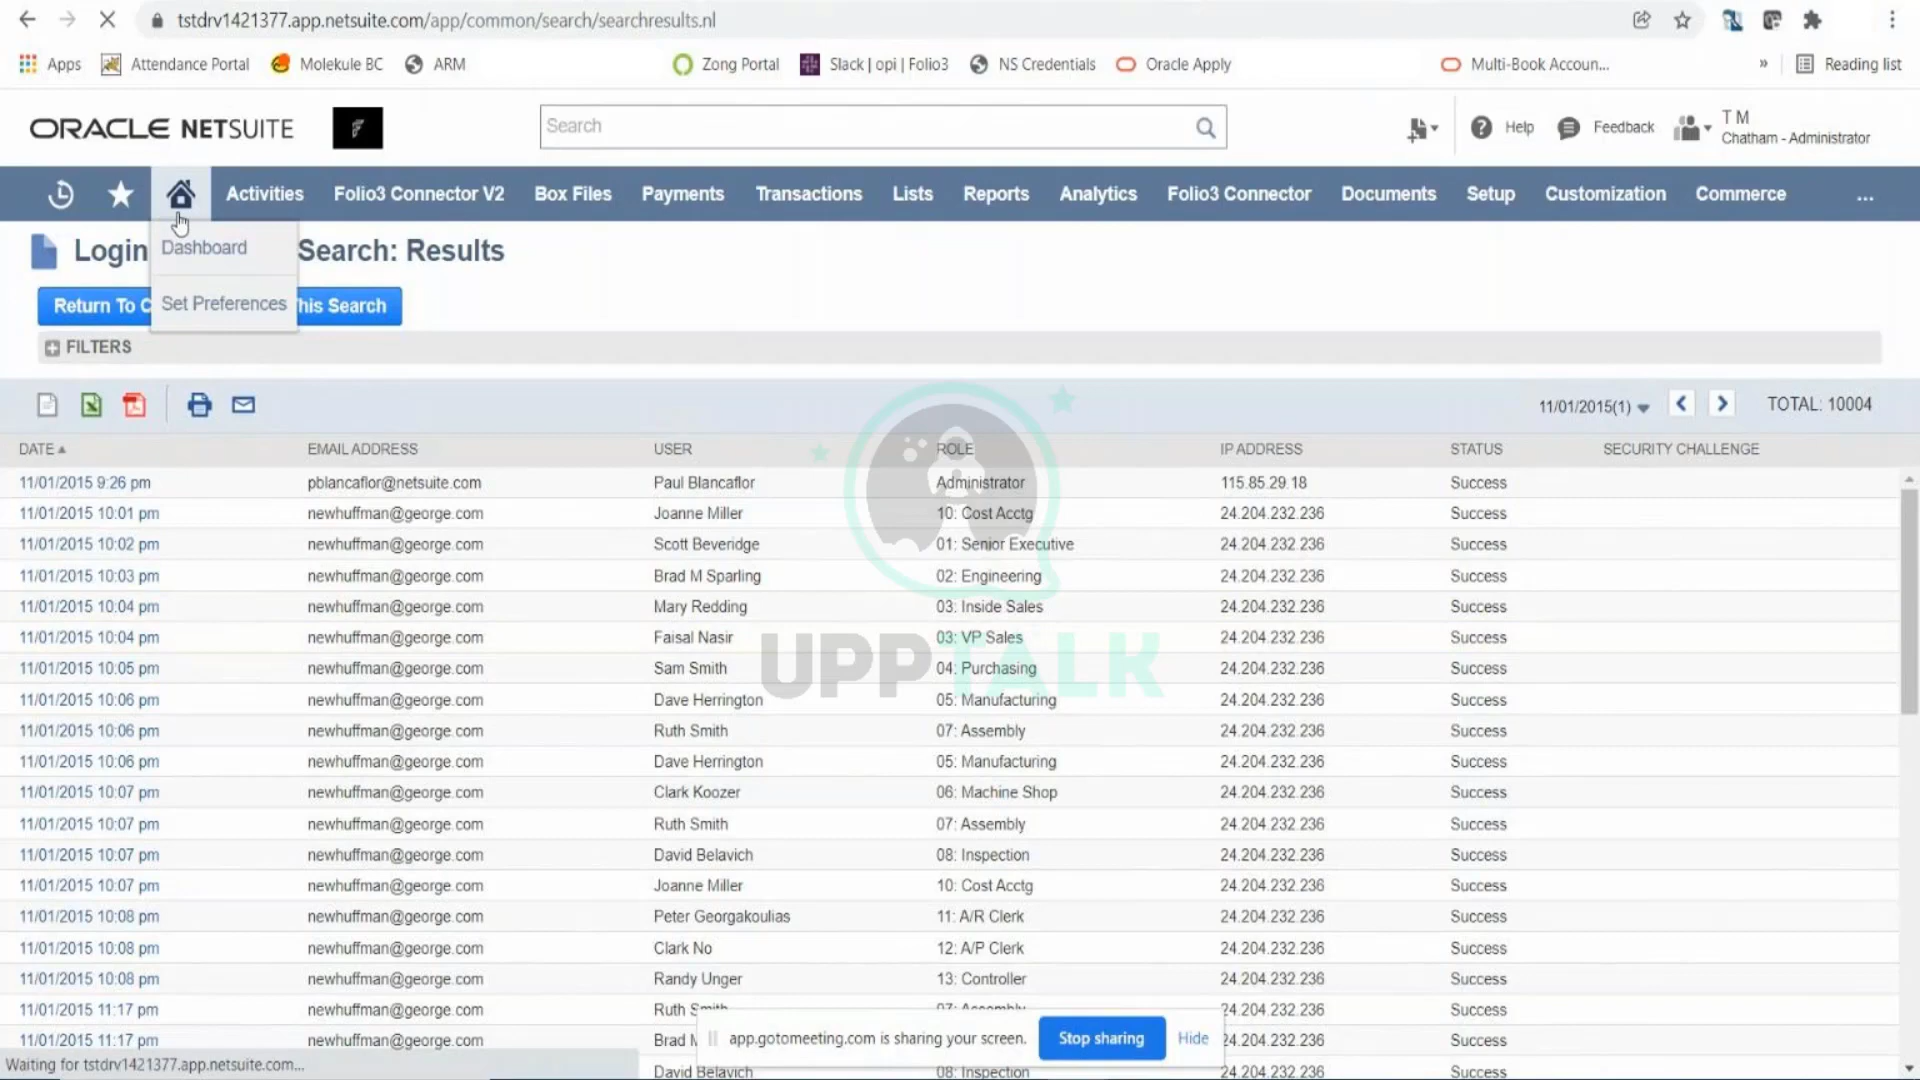 tstdrv1421377.app.netsuite.com/app/common/search/searchresults.nl
Apps Attendance Portal Molekule BC ARM Zong Portal Slack | opi | Folio3 NS Credentials Oracle Apply Multi-Book Accoun... » Reading list
ORACLE NETSUITE Search Help Feedback T M
Chatham - Administrator
Activities Folio3 Connector V2 Box Files Payments Transactions Lists Reports Analytics Folio3 Connector Documents Setup Customization Commerce ...
Login Dashboard Search: Results
Return To C Set Preferences his Search
FILTERS
11/01/2015(1) TOTAL: 10004
DATE EMAIL ADDRESS USER ROLE IP ADDRESS STATUS SECURITY CHALLENGE
11/01/2015 9:26 pm pblancaflor@netsuite.com Paul Blancaflor Administrator 115.85.29.18 Success
11/01/2015 10:01 pm newhuffman@george.com Joanne Miller 10: Cost Acctg 24.204.232.236 Success
11/01/2015 10:02 pm newhuffman@george.com Scott Beveridge 01: Senior Executive 24.204.232.236 Success
11/01/2015 10:03 pm newhuffman@george.com Brad M Sparling 02: Engineering 24.204.232.236 Success
11/01/2015 10:04 pm newhuffman@george.com Mary Redding 03: Inside Sales 24.204.232.236 Success
11/01/2015 10:04 pm newhuffman@george.com Faisal Nasir 03: VP Sales 24.204.232.236 Success
11/01/2015 10:05 pm newhuffman@george.com Sam Smith 04: Purchasing 24.204.232.236 Success
UPPTALK
11/01/2015 10:06 pm newhuffman@george.com Dave Herrington 05: Manufacturing 24.204.232.236 Success
11/01/2015 10:06 pm newhuffman@george.com Ruth Smith 07: Assembly 24.204.232.236 Success
11/01/2015 10:06 pm newhuffman@george.com Dave Herrington 05: Manufacturing 24.204.232.236 Success
11/01/2015 10:07 pm newhuffman@george.com Clark Koozer 06: Machine Shop 24.204.232.236 Success
11/01/2015 10:07 pm newhuffman@george.com Ruth Smith 07: Assembly 24.204.232.236 Success
11/01/2015 10:07 pm newhuffman@george.com David Belavich 08: Inspection 24.204.232.236 Success
11/01/2015 10:07 pm newhuffman@george.com Joanne Miller 10: Cost Acctg 24.204.232.236 Success
11/01/2015 10:08 pm newhuffman@george.com Peter Georgakoulias 11: A/R Clerk 24.204.232.236 Success
11/01/2015 10:08 pm newhuffman@george.com Clark No 12: A/P Clerk 24.204.232.236 Success
11/01/2015 10:08 pm newhuffman@george.com Randy Unger 13: Controller 24.204.232.236 Success
11/01/2015 11:17 pm newhuffman@george.com Ruth Smith 07: Assembly 24.204.232.236 Success
11/01/2015 11:17 pm newhuffman@george.com Brad 24.204.232.236 Success
app.gotomeeting.com is sharing your screen. Stop sharing Hide
Waiting for tstdrv1421377.app.netsuite.com...
David Belavich 08: Inspection 24.204.232.236 Success